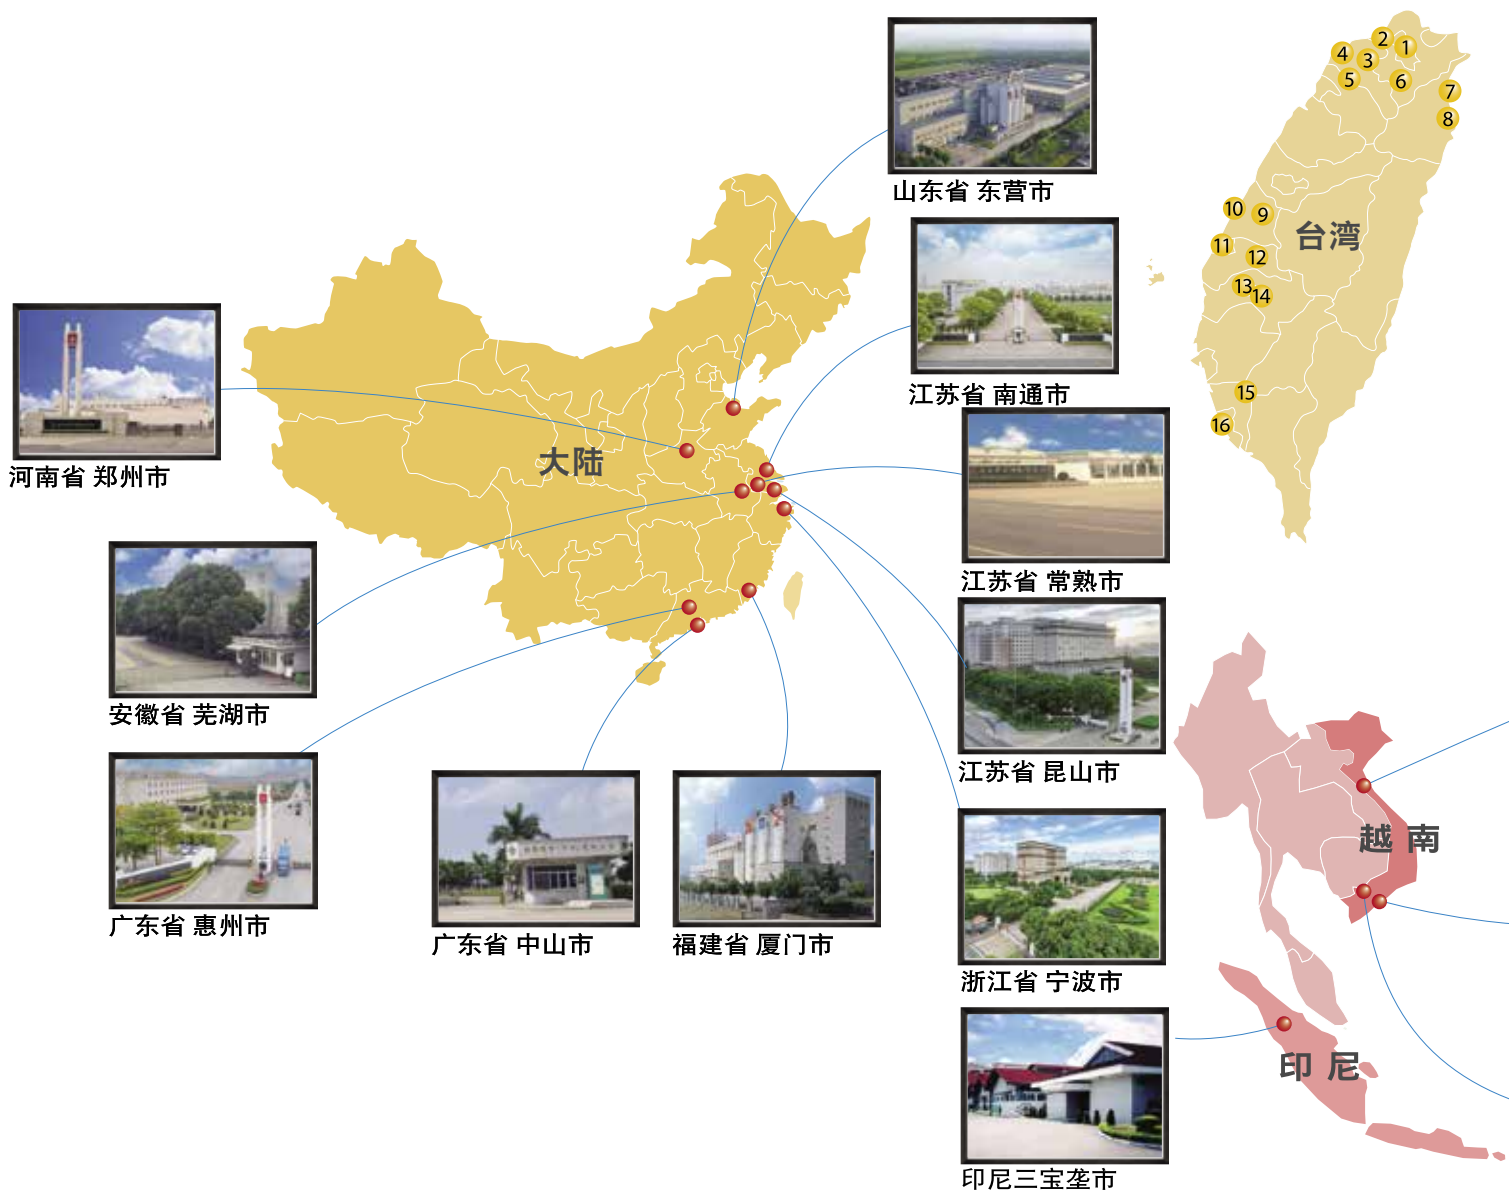 山东省 东营市
江苏省 南通市
河南省 郑州市
大陆
台湾
1
2
3
4
5
6
7
8
9
10
11
12
13
14
15
16
江苏省 常熟市
安徽省 芜湖市
江苏省 昆山市
广东省 惠州市
广东省 中山市
福建省 厦门市
浙江省 宁波市
越南
印尼
印尼三宝垄市